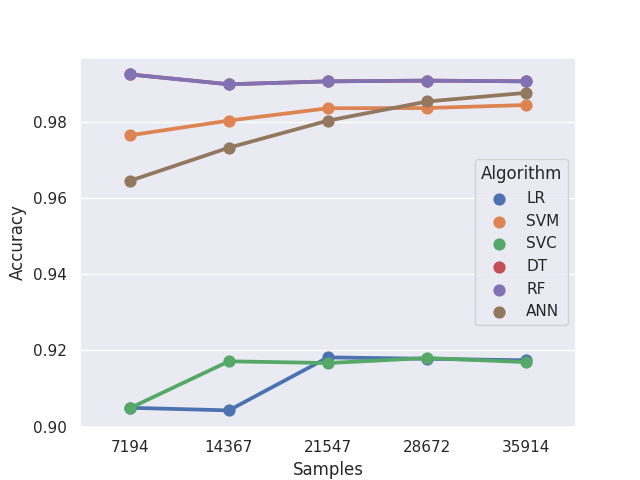 0.98
0.96
0.94
0.92
0.90
Accuracy
7194 14367 21547 28672 35914
Samples
Algorithm
LR
SVM
SVC
DT
RF
ANN